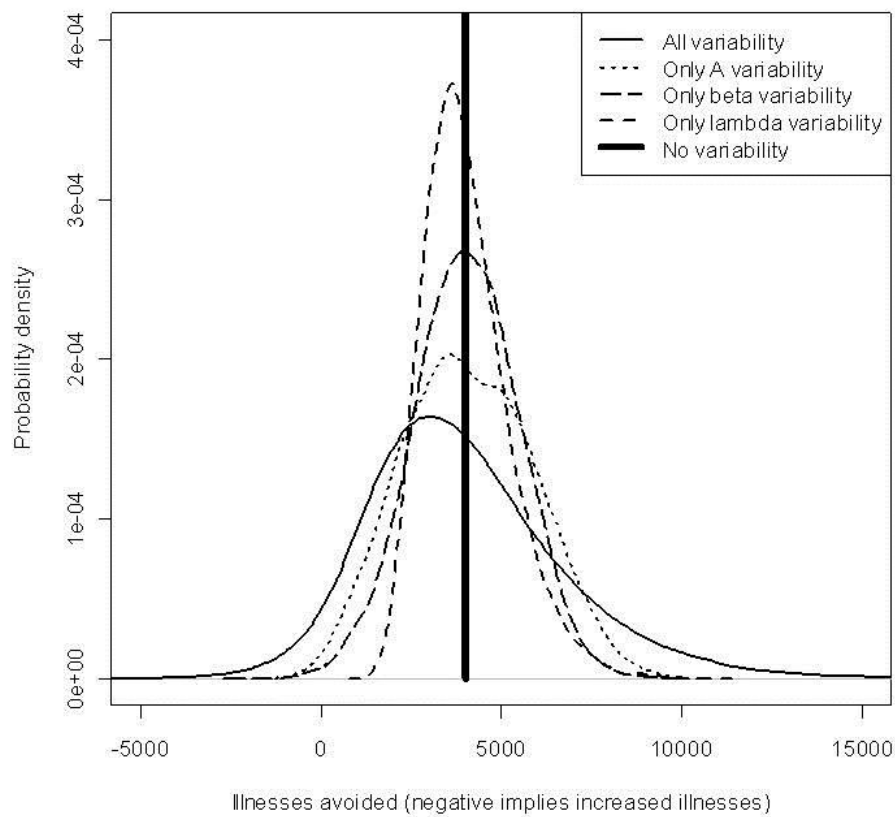 All variability
Only A variability
Only beta variability
Only lambda variability
No variability
4e-04
3e-04
2e-04
1e-04
0e+00
Probability density
-5000 0 5000 10000 15000
Illnesses avoided (negative implies increased illnesses)